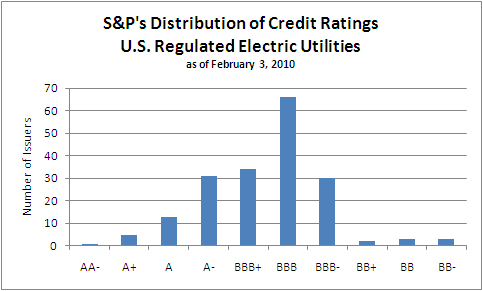 S&P's Distribution of Credit Ratings
U.S. Regulated Electric Utilities
as of February 3, 2010
Number of Issuers
70
60
50
40
30
20
10
0
AA- A+ A A- BBB+ BBB BBB- BB+ BB BB-